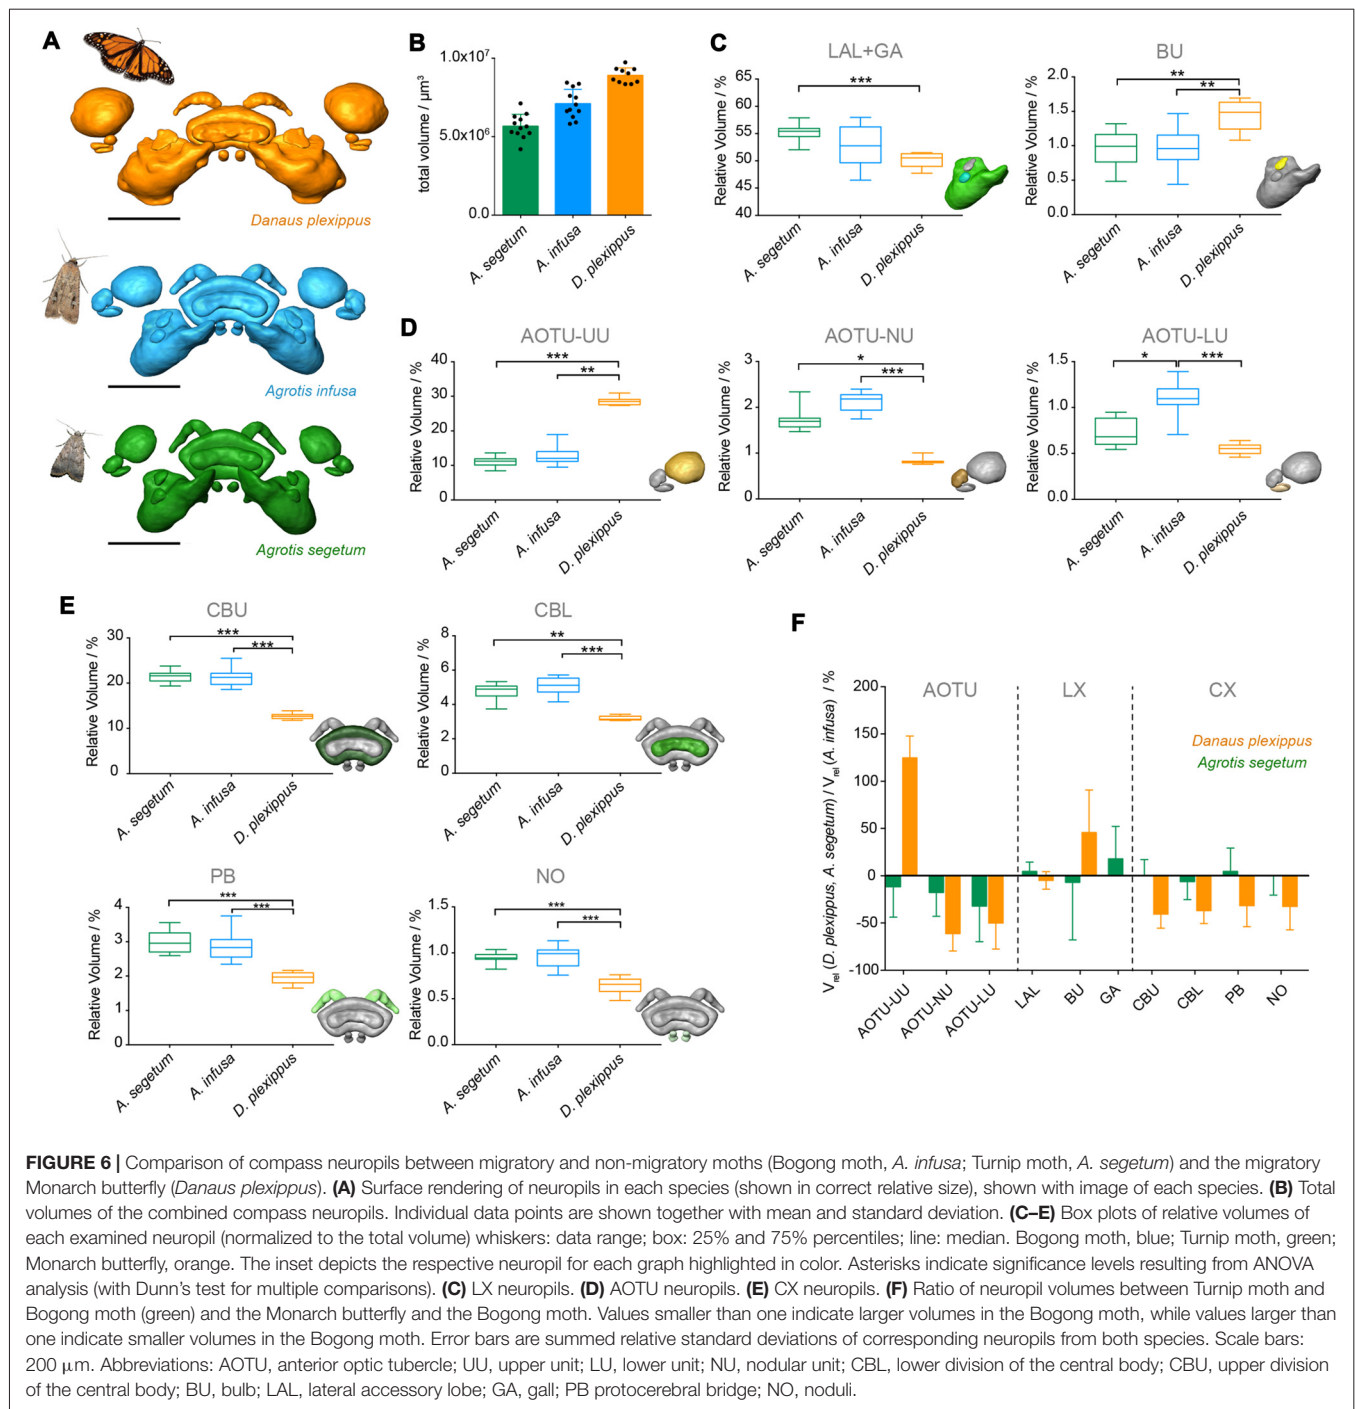 A
Danaus plexippus
Agrotis infusa
Agrotis segetum
B
total volume / µm³
1.0x10⁷
5.0x10⁶
0.0
A. segetum
A. infusa
D. plexippus
C
LAL+GA
Relative Volume / %
65
60
55
50
45
40
***
A. segetum
A. infusa
D. plexippus
BU
Relative Volume / %
2.0
1.5
1.0
0.5
0.0
**
**
A. segetum
A. infusa
D. plexippus
D
AOTU-UU
Relative Volume / %
40
30
20
10
0
***
**
A. segetum
A. infusa
D. plexippus
AOTU-NU
Relative Volume / %
3
2
1
0
*
***
A. segetum
A. infusa
D. plexippus
AOTU-LU
Relative Volume / %
1.5
1.0
0.5
0.0
*
***
A. segetum
A. infusa
D. plexippus
E
CBU
Relative Volume / %
30
20
10
0
***
***
A. segetum
A. infusa
D. plexippus
CBL
Relative Volume / %
8
6
4
2
0
**
***
A. segetum
A. infusa
D. plexippus
PB
Relative Volume / %
4
3
2
1
0
***
***
A. segetum
A. infusa
D. plexippus
NO
Relative Volume / %
1.5
1.0
0.5
0.0
***
***
A. segetum
A. infusa
D. plexippus
F
Vrel (D. plexippus, A. segetum) / Vrel (A. infusa) / %
200
150
100
50
0
-50
-100
AOTU
LX
CX
Danaus plexippus
Agrotis segetum
AOTU-UU
AOTU-NU
AOTU-LU
LAL
BU
GA
CBU
CBL
PB
NO
FIGURE 6 | Comparison of compass neuropils between migratory and non-migratory moths (Bogong moth, A. infusa; Turnip moth, A. segetum) and the migratory
Monarch butterfly (Danaus plexippus). (A) Surface rendering of neuropils in each species (shown in correct relative size), shown with image of each species. (B) Total
volumes of the combined compass neuropils. Individual data points are shown together with mean and standard deviation. (C–E) Box plots of relative volumes of
each examined neuropil (normalized to the total volume) whiskers: data range; box: 25% and 75% percentiles; line: median. Bogong moth, blue; Turnip moth, green;
Monarch butterfly, orange. The inset depicts the respective neuropil for each graph highlighted in color. Asterisks indicate significance levels resulting from ANOVA
analysis (with Dunn's test for multiple comparisons). (C) LX neuropils. (D) AOTU neuropils. (E) CX neuropils. (F) Ratio of neuropil volumes between Turnip moth and
Bogong moth (green) and the Monarch butterfly and the Bogong moth. Values smaller than one indicate larger volumes in the Bogong moth, while values larger than
one indicate smaller volumes in the Bogong moth. Error bars are summed relative standard deviations of corresponding neuropils from both species. Scale bars:
200 µm. Abbreviations: AOTU, anterior optic tubercle; UU, upper unit; LU, lower unit; NU, nodular unit; CBL, lower division of the central body; CBU, upper division
of the central body; BU, bulb; LAL, lateral accessory lobe; GA, gall; PB protocerebral bridge; NO, noduli.